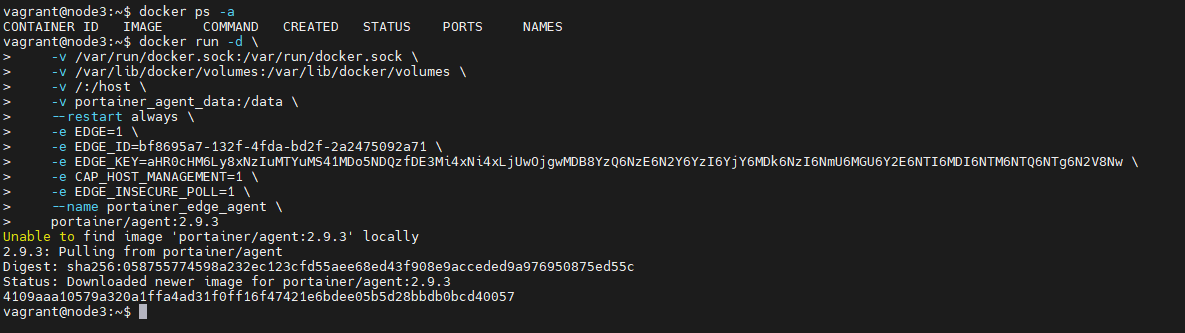 vagrant@node3:~$ docker ps -a
CONTAINER ID   IMAGE     COMMAND   CREATED   STATUS    PORTS     NAMES
vagrant@node3:~$ docker run -d \
>     -v /var/run/docker.sock:/var/run/docker.sock \
>     -v /var/lib/docker/volumes:/var/lib/docker/volumes \
>     -v /:/host \
>     -v portainer_agent_data:/data \
>     --restart always \
>     -e EDGE=1 \
>     -e EDGE_ID=bf8695a7-132f-4fda-bd2f-2a2475092a71 \
>     -e EDGE_KEY=aHR0cHM6Ly8xNzIuMTYuMS41MDo5NDQzfDE3Mi4xNi4xLjUwOjgwMDB8YzQ6NzE6N2Y6YzI6YjY6MDk6NzI6NmU6MGU6Y2E6NTI6MDI6NTM6NTQ6NTg6N2V8Nw \
>     -e CAP_HOST_MANAGEMENT=1 \
>     -e EDGE_INSECURE_POLL=1 \
>     --name portainer_edge_agent \
>     portainer/agent:2.9.3
Unable to find image 'portainer/agent:2.9.3' locally
2.9.3: Pulling from portainer/agent
Digest: sha256:058755774598a232ec123cfd55aee68ed43f908e9acceded9a976950875ed55c
Status: Downloaded newer image for portainer/agent:2.9.3
4109aaa10579a320a1ffa4ad31f0ff16f47421e6bdee05b5d28bbdb0bcd40057
vagrant@node3:~$